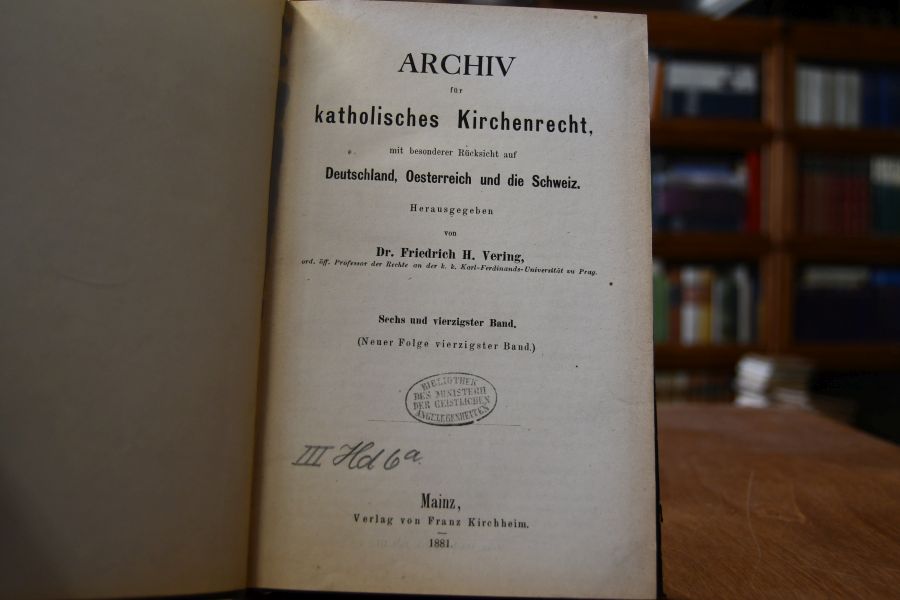 ARCHIV
für
katholisches Kirchenrecht,
mit besonderer Rücksicht auf
Deutschland, Oesterreich und die Schweiz.
Herausgegeben
von
Dr. Friedrich H. Vering,
ord. öff. Professor der Rechte an der k. k. Karl-Ferdinands-Universität zu Prag.
Sechs und vierzigster Band.
(Neuer Folge vierzigster Band.)
BIBLIOTHEK
DES MINISTERII
DER GEISTLICHEN
ANGELEGENHEITEN
III Hd 6a.
Mainz,
Verlag von Franz Kirchheim.
1881.